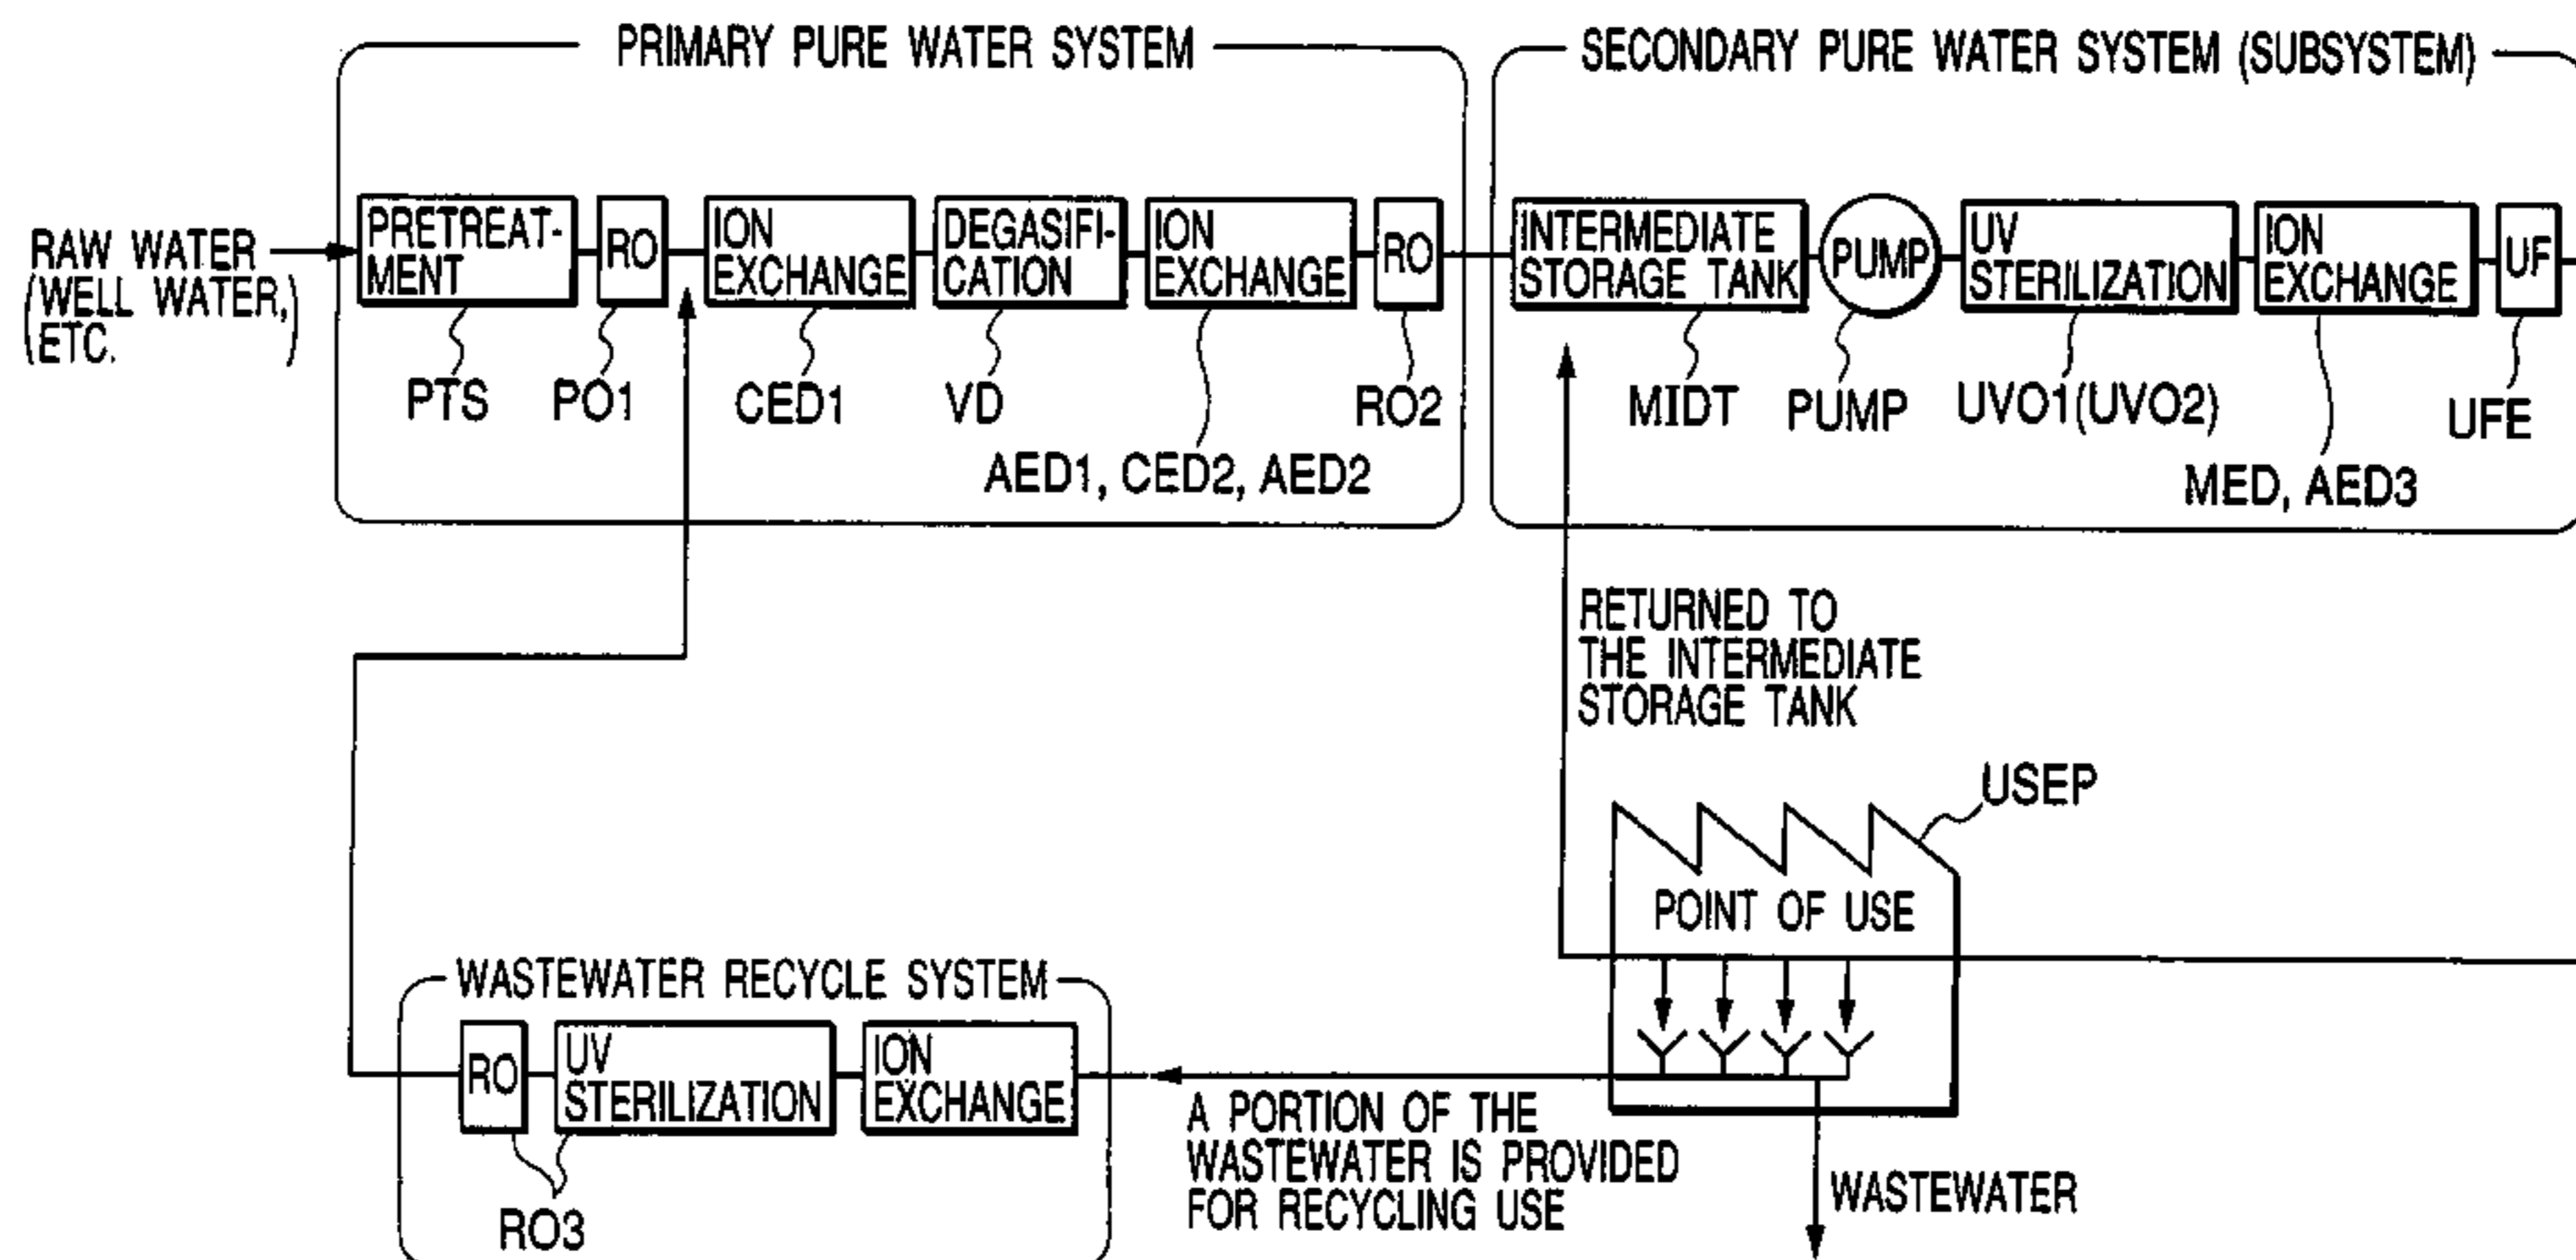 PRIMARY PURE WATER SYSTEM
SECONDARY PURE WATER SYSTEM (SUBSYSTEM)
RAW WATER
(WELL WATER,)
ETC.
PRETREAT-
MENT
RO
ION
EXCHANGE
DEGASIFI-
CATION
ION
EXCHANGE
RO
INTERMEDIATE
STORAGE TANK
PUMP
UV
STERILIZATION
ION
EXCHANGE
UF
PTS
PO1
CED1
VD
AED1, CED2, AED2
RO2
MIDT
PUMP
UVO1(UVO2)
MED, AED3
UFE
RETURNED TO
THE INTERMEDIATE
STORAGE TANK
USEP
POINT OF USE
WASTEWATER RECYCLE SYSTEM
RO
UV
STERILIZATION
ION
EXCHANGE
RO3
A PORTION OF THE
WASTEWATER IS PROVIDED
FOR RECYCLING USE
WASTEWATER